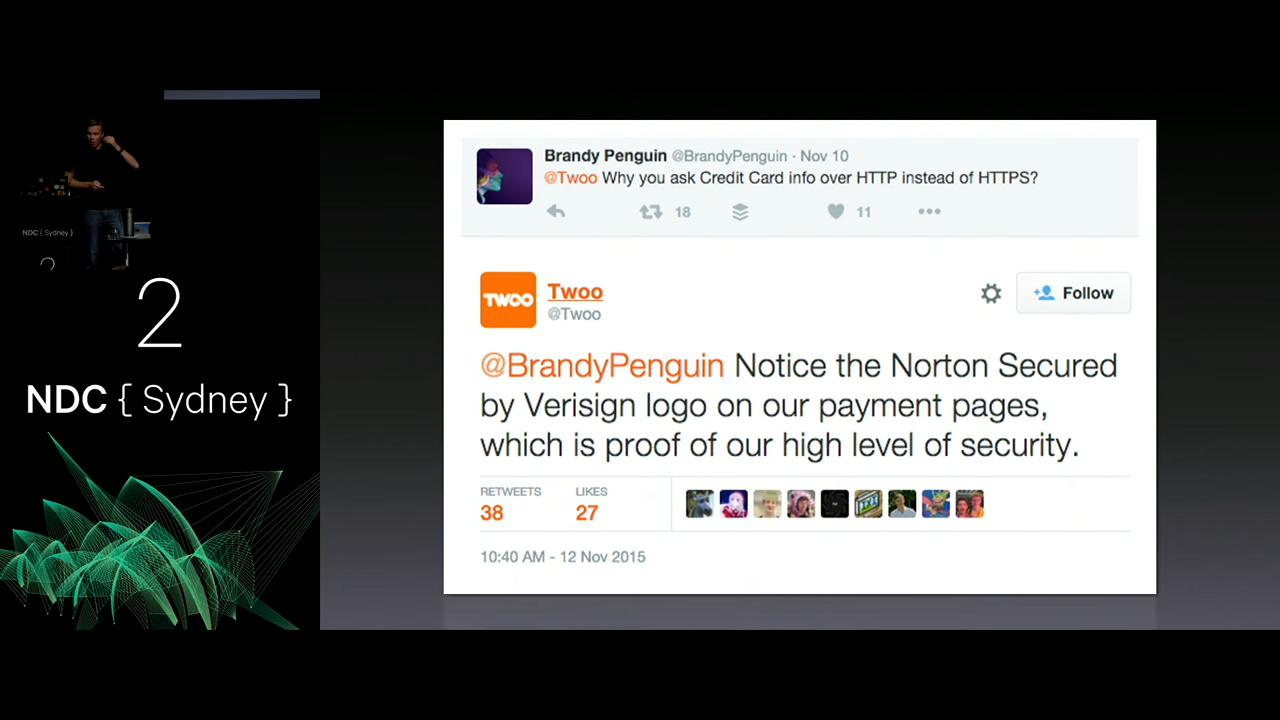 NDC { Sydney }
2
2
NDC { Sydney }
Brandy Penguin @BrandyPenguin · Nov 10
@Twoo Why you ask Credit Card info over HTTP instead of HTTPS?
18
11
TWOO
Twoo
@Twoo
Follow
@BrandyPenguin Notice the Norton Secured
by Verisign logo on our payment pages,
which is proof of our high level of security.
RETWEETS LIKES
38 27
10:40 AM - 12 Nov 2015